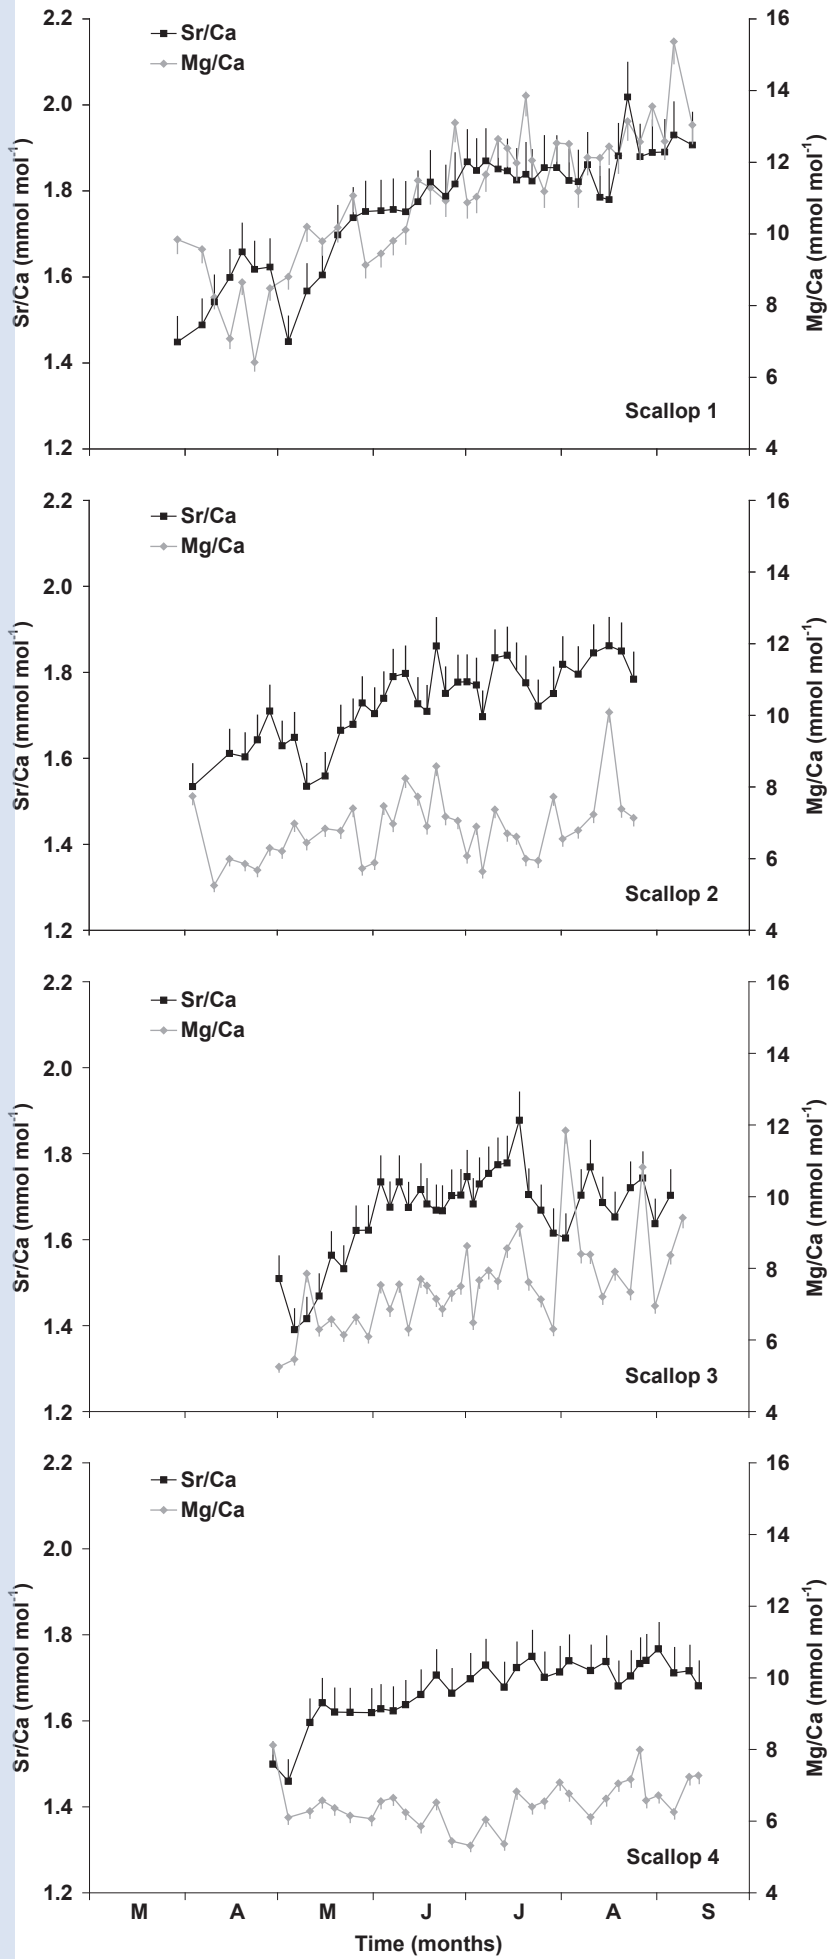 2.2
2.0
1.8
1.6
1.4
1.2
Sr/Ca (mmol mol-1)
Sr/Ca
Mg/Ca
Scallop 1
16
14
12
10
8
6
4
Mg/Ca (mmol mol-1)
2.2
2.0
1.8
1.6
1.4
1.2
Sr/Ca (mmol mol-1)
Sr/Ca
Mg/Ca
Scallop 2
16
14
12
10
8
6
4
Mg/Ca (mmol mol-1)
2.2
2.0
1.8
1.6
1.4
1.2
Sr/Ca (mmol mol-1)
Sr/Ca
Mg/Ca
Scallop 3
16
14
12
10
8
6
4
Mg/Ca (mmol mol-1)
2.2
2.0
1.8
1.6
1.4
1.2
Sr/Ca (mmol mol-1)
Sr/Ca
Mg/Ca
Scallop 4
16
14
12
10
8
6
4
Mg/Ca (mmol mol-1)
M A M J J A S
Time (months)